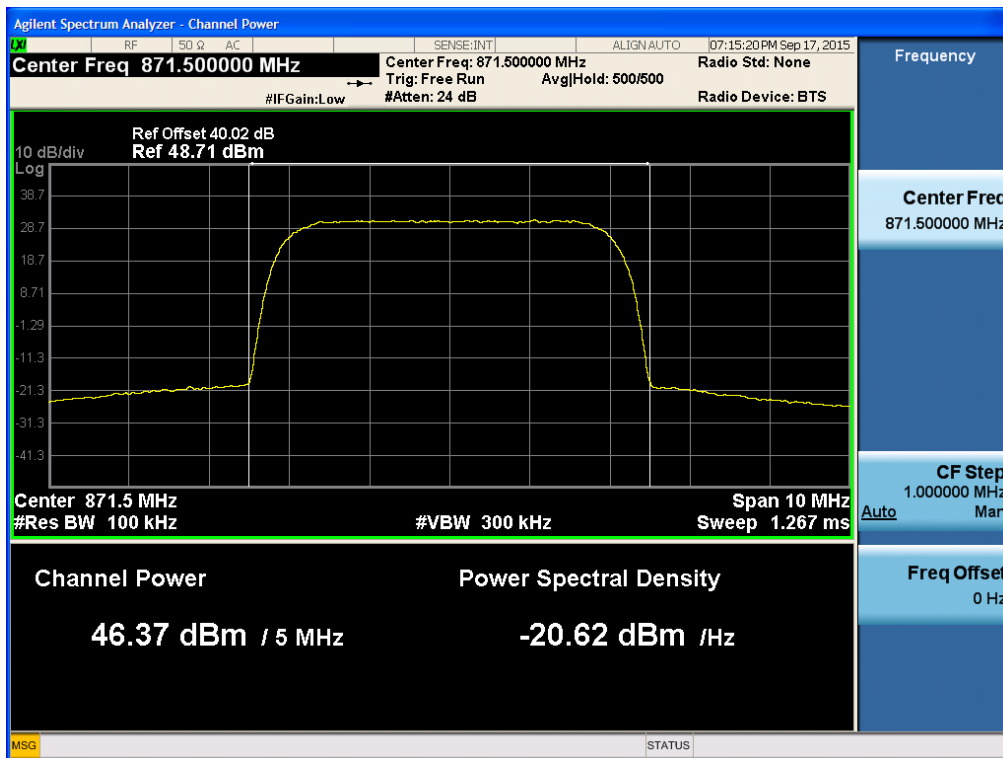 Agilent Spectrum Analyzer - Channel Power
LXI RF 50 Ω AC SENSE:INT ALIGN AUTO 07:15:20 PM Sep 17, 2015
Center Freq 871.500000 MHz
Center Freq: 871.500000 MHz
Radio Std: None
Trig: Free Run Avg|Hold: 500/500
#IFGain:Low
#Atten: 24 dB
Radio Device: BTS
Ref Offset 40.02 dB
10 dB/div Ref 48.71 dBm
Log
38.7
28.7
18.7
8.71
-1.29
-11.3
-21.3
-31.3
-41.3
Center 871.5 MHz Span 10 MHz
#Res BW 100 kHz #VBW 300 kHz Sweep 1.267 ms
Channel Power Power Spectral Density
46.37 dBm / 5 MHz -20.62 dBm /Hz
Frequency
Center Freq
871.500000 MHz
CF Step
1.000000 MHz
Auto Man
Freq Offset
0 Hz
MSG STATUS